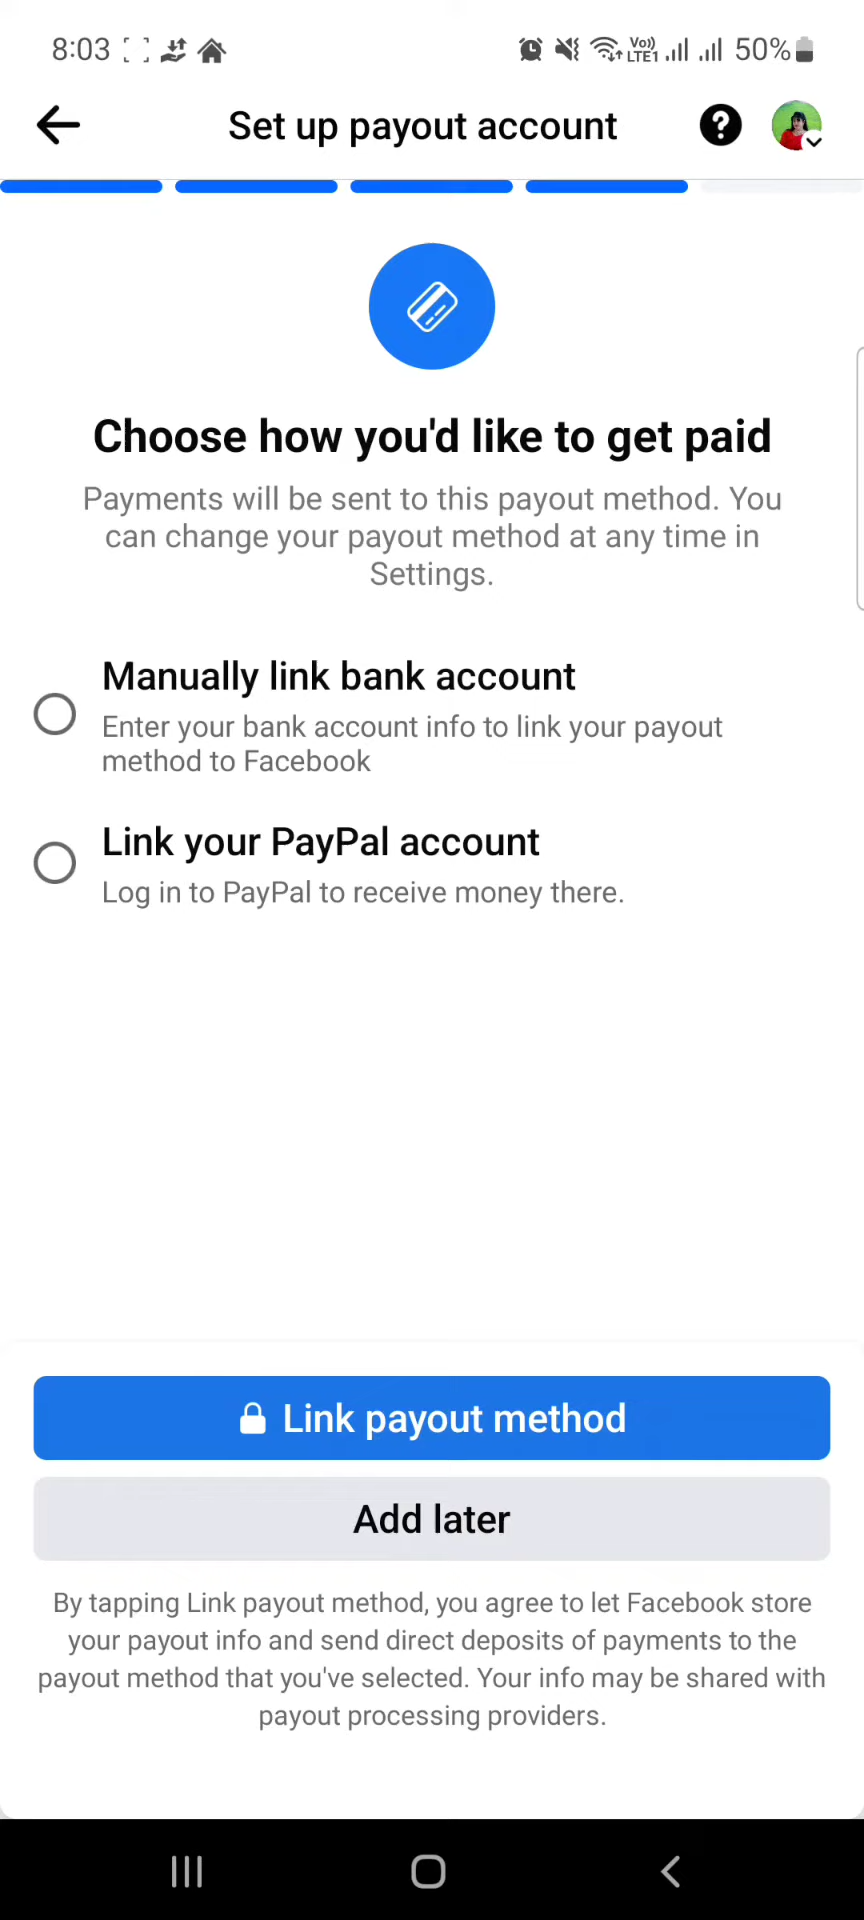 8:03
Vo))
LTE1
50%
Set up payout account
Choose how you'd like to get paid
Payments will be sent to this payout method. You
can change your payout method at any time in
Settings.
Manually link bank account
Enter your bank account info to link your payout
method to Facebook
Link your PayPal account
Log in to PayPal to receive money there.
Link payout method
Add later
By tapping Link payout method, you agree to let Facebook store
your payout info and send direct deposits of payments to the
payout method that you've selected. Your info may be shared with
payout processing providers.